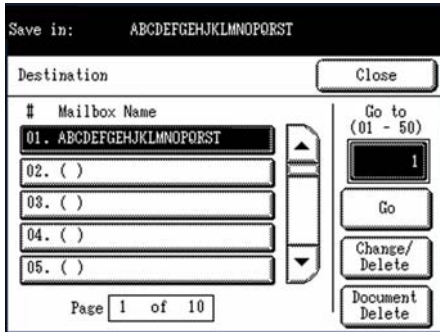 Save in: ABCDEFGEHJKLMNOPQRST
Destination
Close
# Mailbox Name
01. ABCDEFGEHJKLMNOPQRST
02. ( )
03. ( )
04. ( )
05. ( )
Page 1 of 10
Go to
(01 - 50)
1
Go
Change/
Delete
Document
Delete